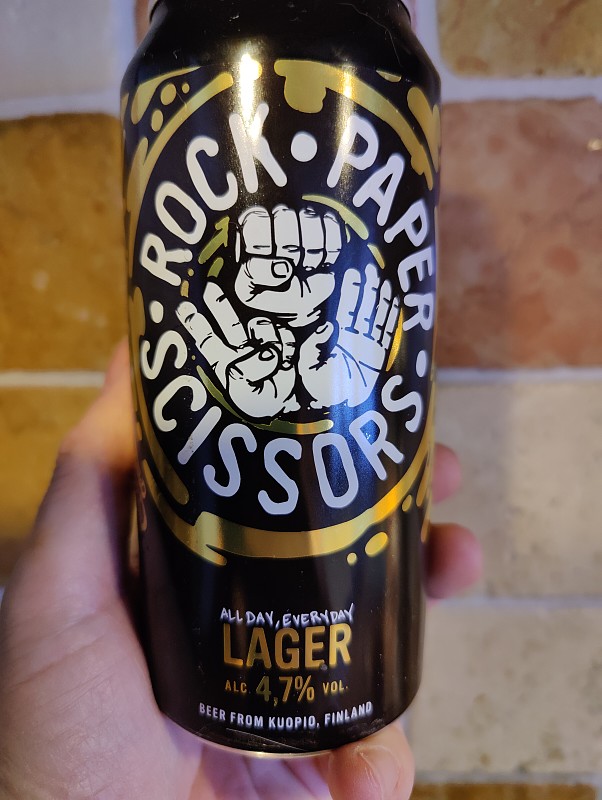 ROCK • PAPER • SCISSORS •
ALL DAY, EVERYDAY
LAGER
ALC. 4,7% VOL.
BEER FROM KUOPIO, FINLAND